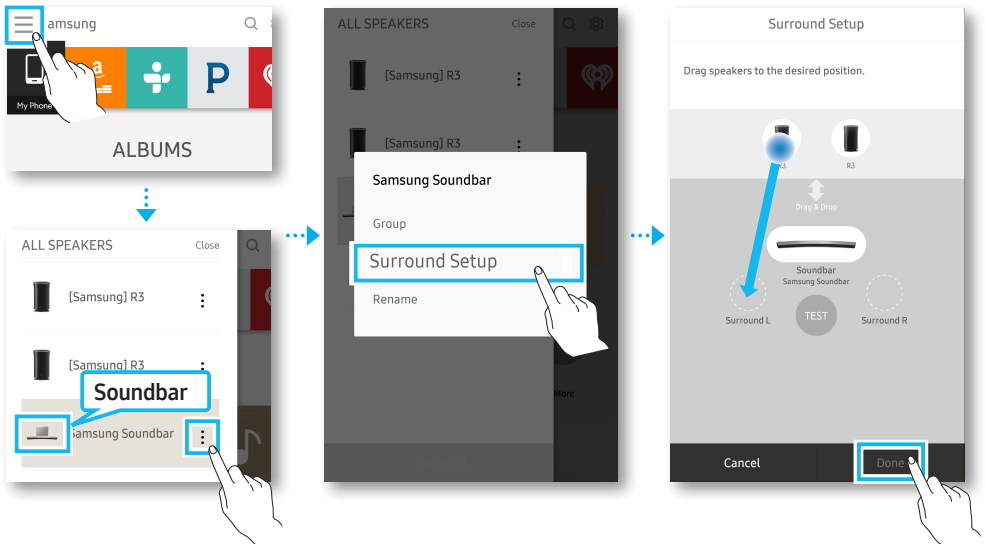 amsung
a
P
My Phone
ALBUMS
ALL SPEAKERS Close
[Samsung] R3
[Samsung] R3
Soundbar
Samsung Soundbar
ALL SPEAKERS Close
[Samsung] R3
[Samsung] R3
Samsung Soundbar
Group
Surround Setup
Rename
More
Surround Setup
Drag speakers to the desired position.
R3
Drag & Drop
Soundbar
Samsung Soundbar
Surround L
TEST
Surround R
Cancel
Done